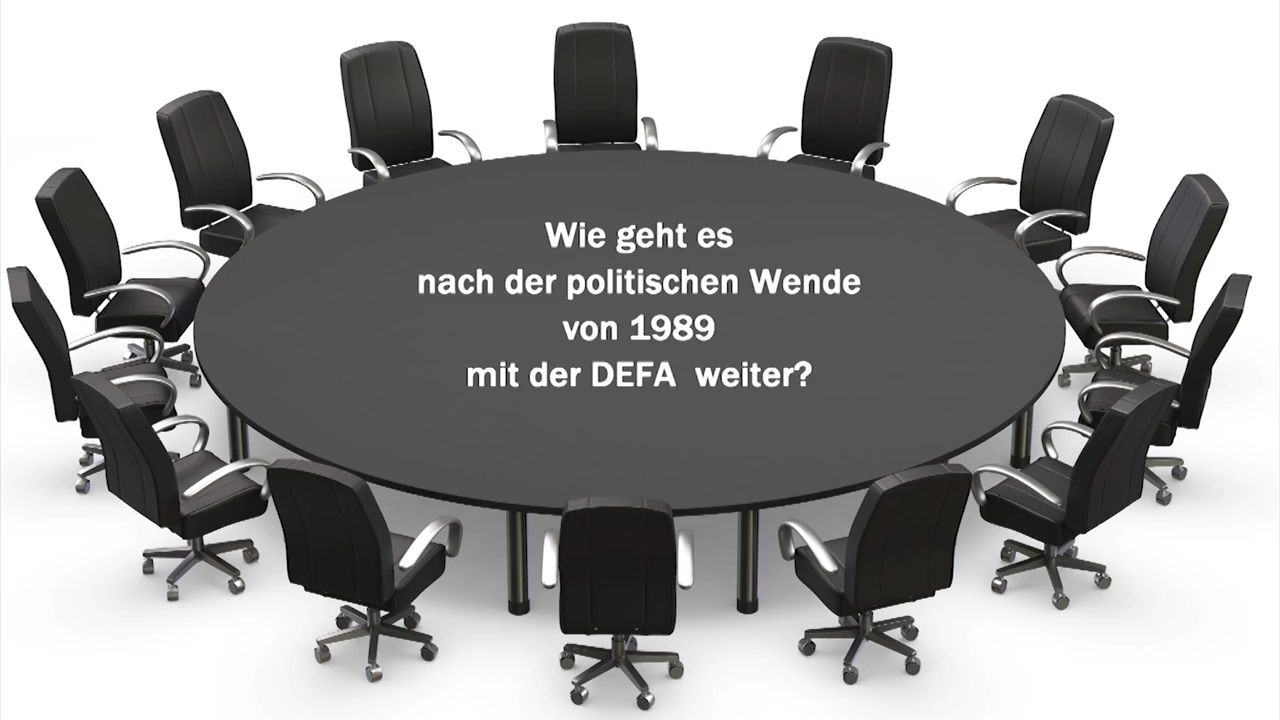 Wie geht es
nach der politischen Wende
von 1989
mit der DEFA  weiter?